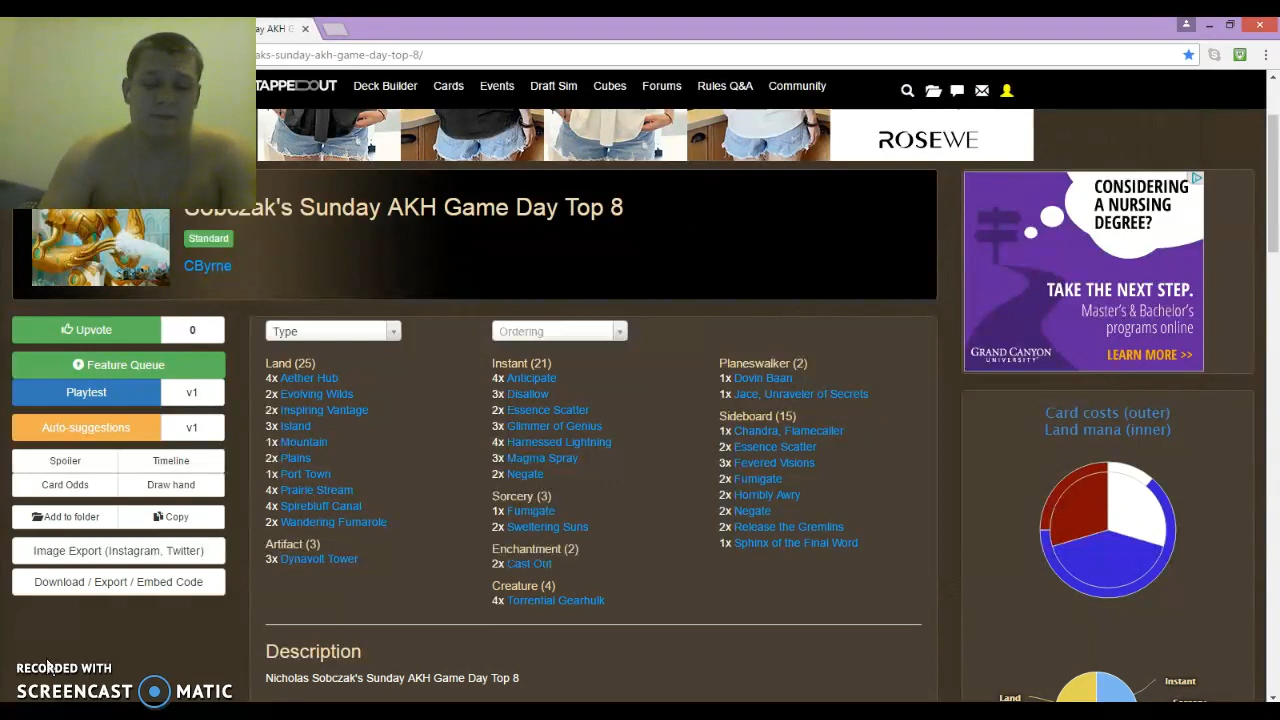 ay AKH G
aks-sunday-akh-game-day-top-8/
TAPPEDOUT Deck Builder Cards Events Draft Sim Cubes Forums Rules Q&A Community
ROSEWE
Sobczak's Sunday AKH Game Day Top 8
Standard
CByrne
CONSIDERING
A NURSING
DEGREE?
TAKE THE NEXT STEP.
Master's & Bachelor's
programs online
GRAND CANYON
UNIVERSITY
LEARN MORE >>
Upvote 0
Feature Queue
Playtest v1
Auto-suggestions v1
Spoiler Timeline
Card Odds Draw hand
Add to folder Copy
Image Export (Instagram, Twitter)
Download / Export / Embed Code
Type
Ordering
Land (25)
4x Aether Hub
2x Evolving Wilds
2x Inspiring Vantage
3x Island
1x Mountain
2x Plains
1x Port Town
4x Prairie Stream
4x Spirebluff Canal
2x Wandering Fumarole
Artifact (3)
3x Dynavolt Tower
Instant (21)
4x Anticipate
3x Disallow
2x Essence Scatter
3x Glimmer of Genius
4x Harnessed Lightning
3x Magma Spray
2x Negate
Sorcery (3)
1x Fumigate
2x Sweltering Suns
Enchantment (2)
2x Cast Out
Creature (4)
4x Torrential Gearhulk
Planeswalker (2)
1x Dovin Baan
1x Jace, Unraveler of Secrets
Sideboard (15)
1x Chandra, Flamecaller
2x Essence Scatter
3x Fevered Visions
2x Fumigate
2x Horribly Awry
2x Negate
2x Release the Gremlins
1x Sphinx of the Final Word
Card costs (outer)
Land mana (inner)
Land
Instant
Description
Nicholas Sobczak's Sunday AKH Game Day Top 8
RECORDED WITH
SCREENCAST MATIC